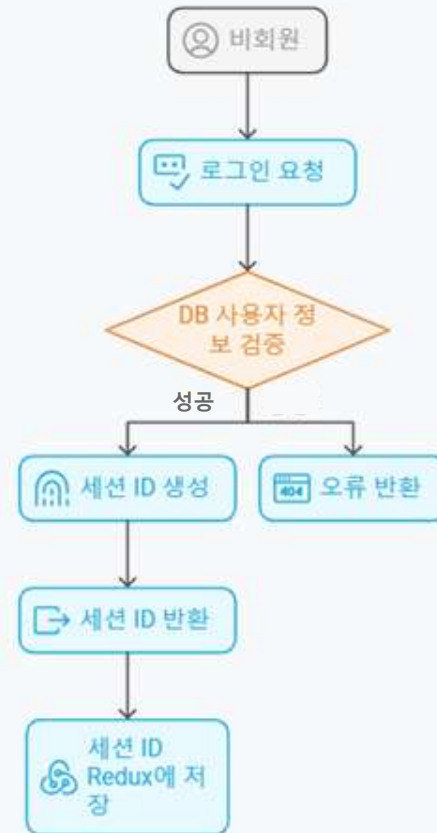 비회원
로그인 요청
DB 사용자 정
보 검증
성공
세션 ID 생성
404
오류 반환
세션 ID 반환
세션 ID
Redux에 저
장